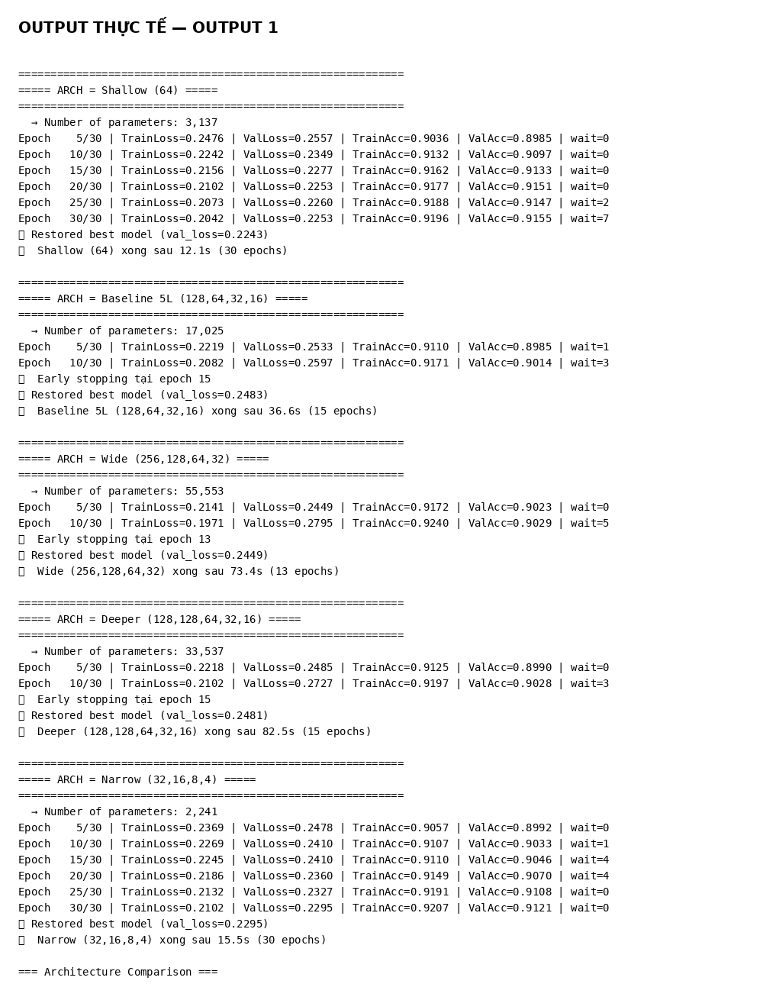 OUTPUT THỰC TẾ — OUTPUT 1
============================================================
===== ARCH = Shallow (64) =====
============================================================
→ Number of parameters: 3,137
Epoch    5/30 | TrainLoss=0.2476 | ValLoss=0.2557 | TrainAcc=0.9036 | ValAcc=0.8985 | wait=0
Epoch   10/30 | TrainLoss=0.2242 | ValLoss=0.2349 | TrainAcc=0.9132 | ValAcc=0.9097 | wait=0
Epoch   15/30 | TrainLoss=0.2156 | ValLoss=0.2277 | TrainAcc=0.9162 | ValAcc=0.9133 | wait=0
Epoch   20/30 | TrainLoss=0.2102 | ValLoss=0.2253 | TrainAcc=0.9177 | ValAcc=0.9151 | wait=0
Epoch   25/30 | TrainLoss=0.2073 | ValLoss=0.2260 | TrainAcc=0.9188 | ValAcc=0.9147 | wait=2
Epoch   30/30 | TrainLoss=0.2042 | ValLoss=0.2253 | TrainAcc=0.9196 | ValAcc=0.9155 | wait=7
Restored best model (val_loss=0.2243)
Shallow (64) xong sau 12.1s (30 epochs)
============================================================
===== ARCH = Baseline 5L (128,64,32,16) =====
============================================================
→ Number of parameters: 17,025
Epoch    5/30 | TrainLoss=0.2219 | ValLoss=0.2533 | TrainAcc=0.9110 | ValAcc=0.8985 | wait=1
Epoch   10/30 | TrainLoss=0.2082 | ValLoss=0.2597 | TrainAcc=0.9171 | ValAcc=0.9014 | wait=3
Early stopping tại epoch 15
Restored best model (val_loss=0.2483)
Baseline 5L (128,64,32,16) xong sau 36.6s (15 epochs)
============================================================
===== ARCH = Wide (256,128,64,32) =====
============================================================
→ Number of parameters: 55,553
Epoch    5/30 | TrainLoss=0.2141 | ValLoss=0.2449 | TrainAcc=0.9172 | ValAcc=0.9023 | wait=0
Epoch   10/30 | TrainLoss=0.1971 | ValLoss=0.2795 | TrainAcc=0.9240 | ValAcc=0.9029 | wait=5
Early stopping tại epoch 13
Restored best model (val_loss=0.2449)
Wide (256,128,64,32) xong sau 73.4s (13 epochs)
============================================================
===== ARCH = Deeper (128,128,64,32,16) =====
============================================================
→ Number of parameters: 33,537
Epoch    5/30 | TrainLoss=0.2218 | ValLoss=0.2485 | TrainAcc=0.9125 | ValAcc=0.8990 | wait=0
Epoch   10/30 | TrainLoss=0.2102 | ValLoss=0.2727 | TrainAcc=0.9197 | ValAcc=0.9028 | wait=3
Early stopping tại epoch 15
Restored best model (val_loss=0.2481)
Deeper (128,128,64,32,16) xong sau 82.5s (15 epochs)
============================================================
===== ARCH = Narrow (32,16,8,4) =====
============================================================
→ Number of parameters: 2,241
Epoch    5/30 | TrainLoss=0.2369 | ValLoss=0.2478 | TrainAcc=0.9057 | ValAcc=0.8992 | wait=0
Epoch   10/30 | TrainLoss=0.2269 | ValLoss=0.2410 | TrainAcc=0.9107 | ValAcc=0.9033 | wait=1
Epoch   15/30 | TrainLoss=0.2245 | ValLoss=0.2410 | TrainAcc=0.9110 | ValAcc=0.9046 | wait=4
Epoch   20/30 | TrainLoss=0.2186 | ValLoss=0.2360 | TrainAcc=0.9149 | ValAcc=0.9070 | wait=4
Epoch   25/30 | TrainLoss=0.2132 | ValLoss=0.2327 | TrainAcc=0.9191 | ValAcc=0.9108 | wait=0
Epoch   30/30 | TrainLoss=0.2102 | ValLoss=0.2295 | TrainAcc=0.9207 | ValAcc=0.9121 | wait=0
Restored best model (val_loss=0.2295)
Narrow (32,16,8,4) xong sau 15.5s (30 epochs)
=== Architecture Comparison ===